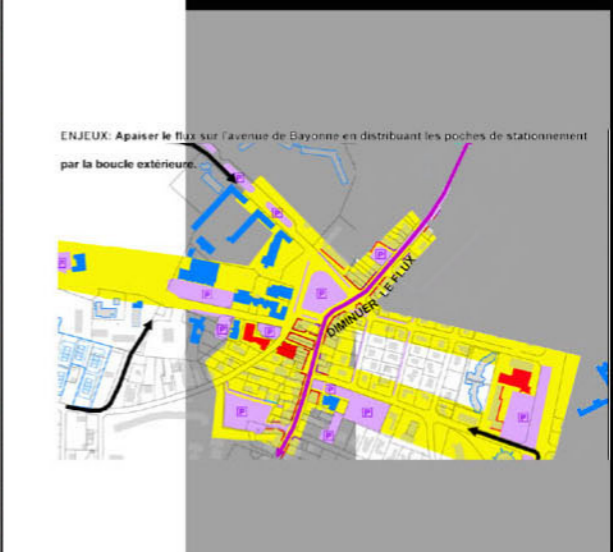 ENJEUX: Apaiser le flux sur l'avenue de Bayonne en distribuant les poches de stationnement
par la boucle extérieure.
P
P
P
P
P
P
P
P
DIMINUER LE FLUX
P
P
P
P
P